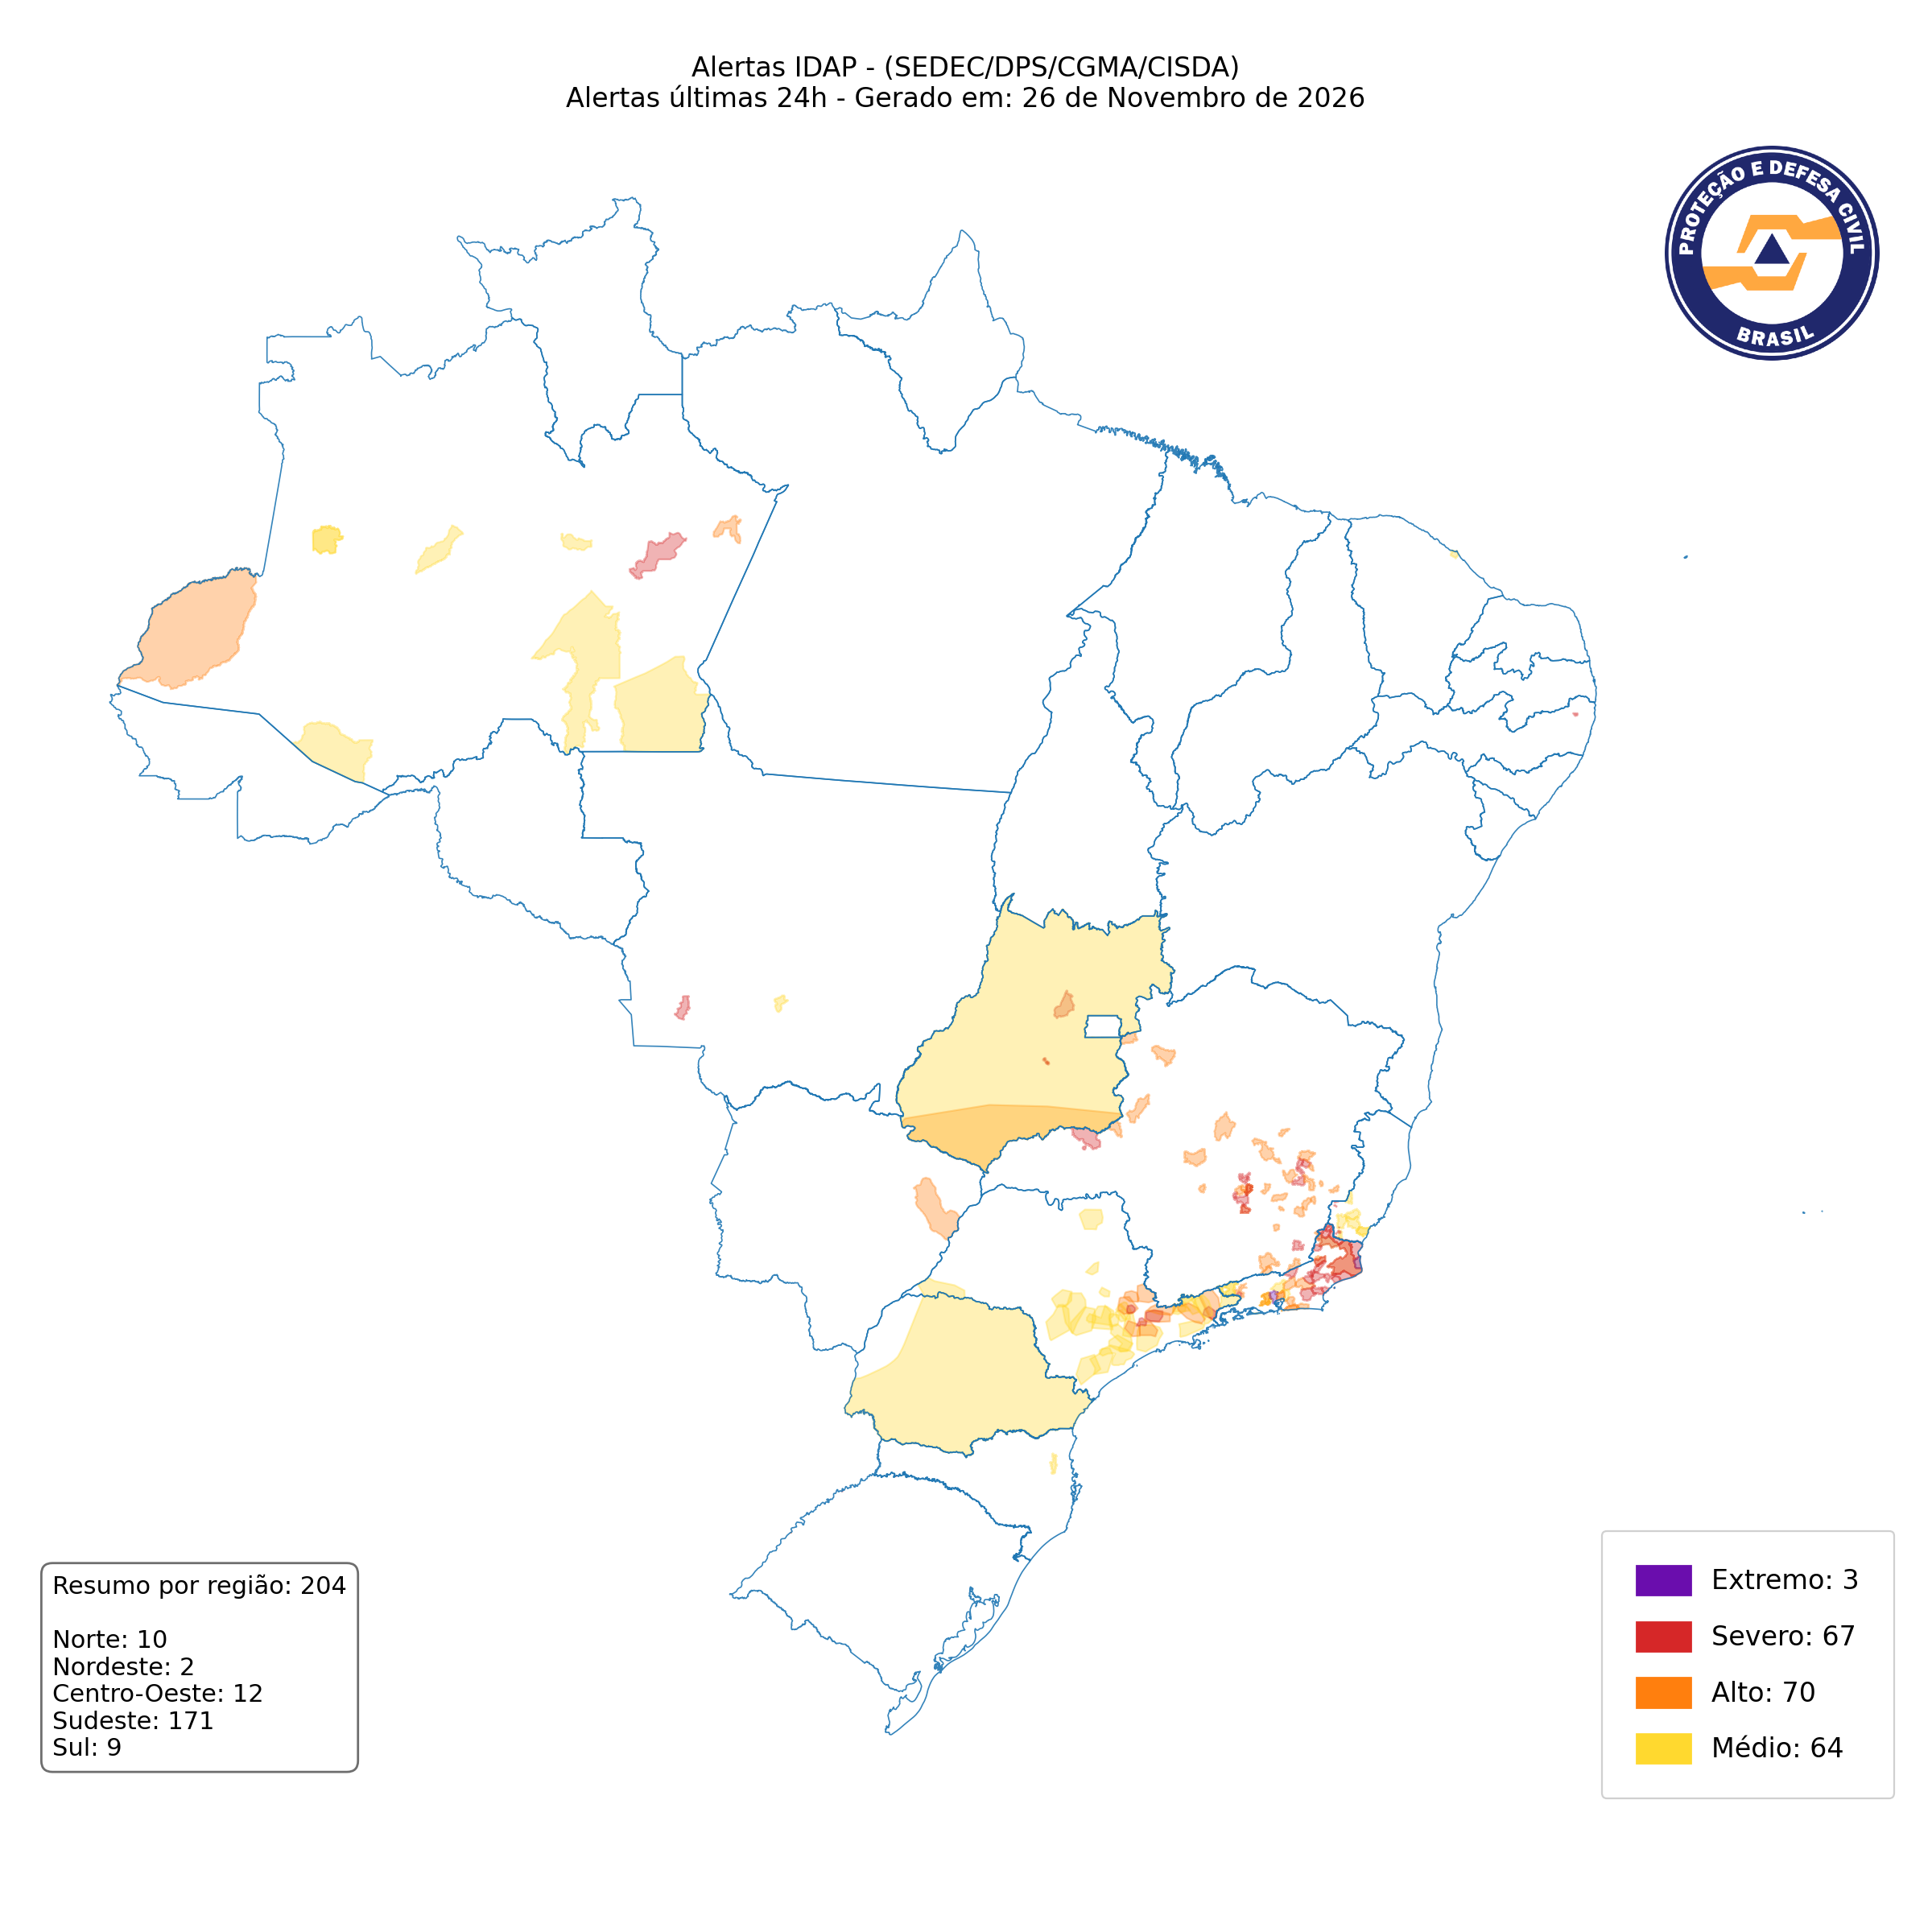 Alertas IDAP - (SEDEC/DPS/CGMA/CISDA)
Alertas últimas 24h - Gerado em: 26 de Novembro de 2026
PROTEÇÃO E DEFESA CIVIL
BRASIL
Resumo por região: 204
Norte: 10
Nordeste: 2
Centro-Oeste: 12
Sudeste: 171
Sul: 9
Extremo: 3
Severo: 67
Alto: 70
Médio: 64